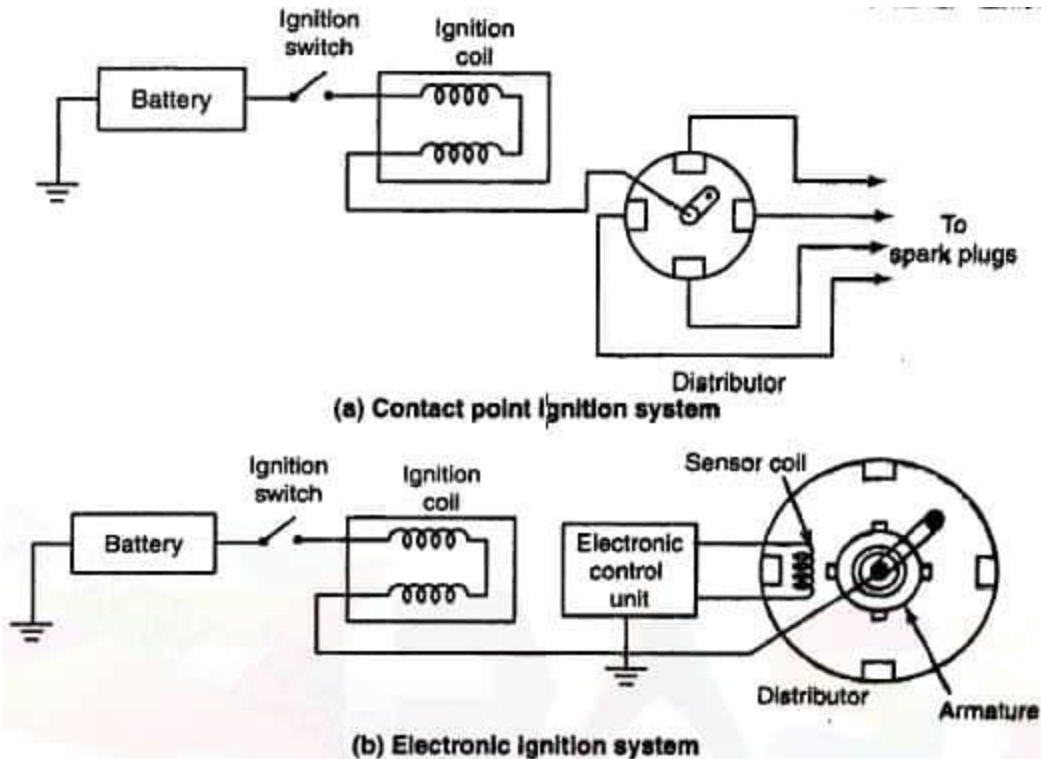 Ignition
switch
Ignition
coil
Battery
To
spark plugs
Distributor
(a) Contact point ignition system
Ignition
switch
Ignition
coil
Sensor coil
Battery
Electronic
control
unit
Distributor
Armature
(b) Electronic ignition system